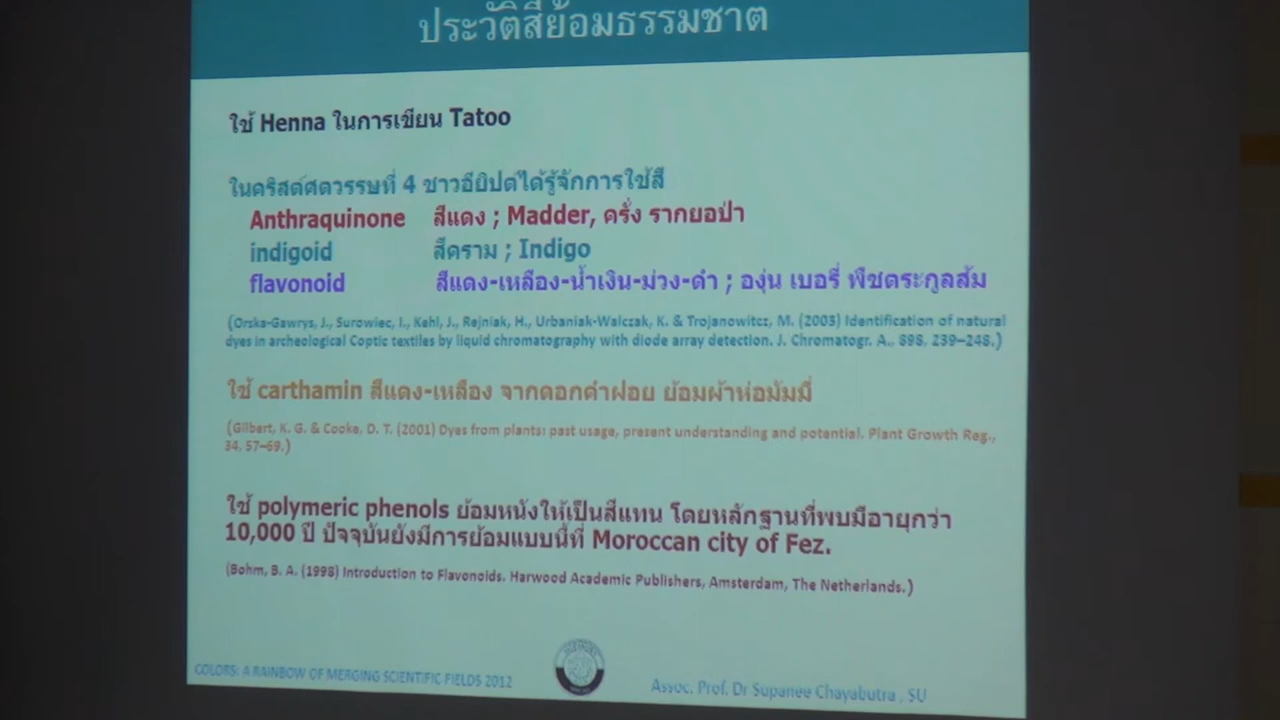 ประวัติสีย้อมธรรมชาติ
ใช้ Henna ในการเขียน Tatoo
ในคริสต์ศตวรรษที่ 4 ชาวอียิปต์ได้รู้จักการใช้สี
Anthraquinone สีแดง ; Madder, ครั่ง รากยอป่า
indigoid สีคราม ; Indigo
flavonoid สีแดง-เหลือง-น้ำเงิน-ม่วง-ดำ ; องุ่น เบอรี่ พืชตระกูลส้ม
(Orska-Gawrys, J., Surowiec, I., Kehl, J., Rejniak, H., Urbaniak-Walczak, K. & Trojanowicz, M. (2003) Identification of natural
dyes in archeological Coptic textiles by liquid chromatography with diode array detection. J. Chromatogr. A., 898, 239–248.)
ใช้ carthamin สีแดง-เหลือง จากดอกคำฝอย ย้อมผ้าห่อมัมมี่
(Gilbert, K. G. & Cooke, D. T. (2001) Dyes from plants: past usage, present understanding and potential. Plant Growth Reg.,
34, 57–69.)
ใช้ polymeric phenols ย้อมหนังให้เป็นสีแทน โดยหลักฐานที่พบมีอายุกว่า
10,000 ปี ปัจจุบันยังมีการย้อมแบบนี้ที่ Moroccan city of Fez.
(Bohm, B. A. (1998) Introduction to Flavonoids. Harwood Academic Publishers, Amsterdam, The Netherlands.)
COLORS: A RAINBOW OF MERGING SCIENTIFIC FIELDS 2012
Assoc. Prof. Dr Supanee Chayabutra , SU